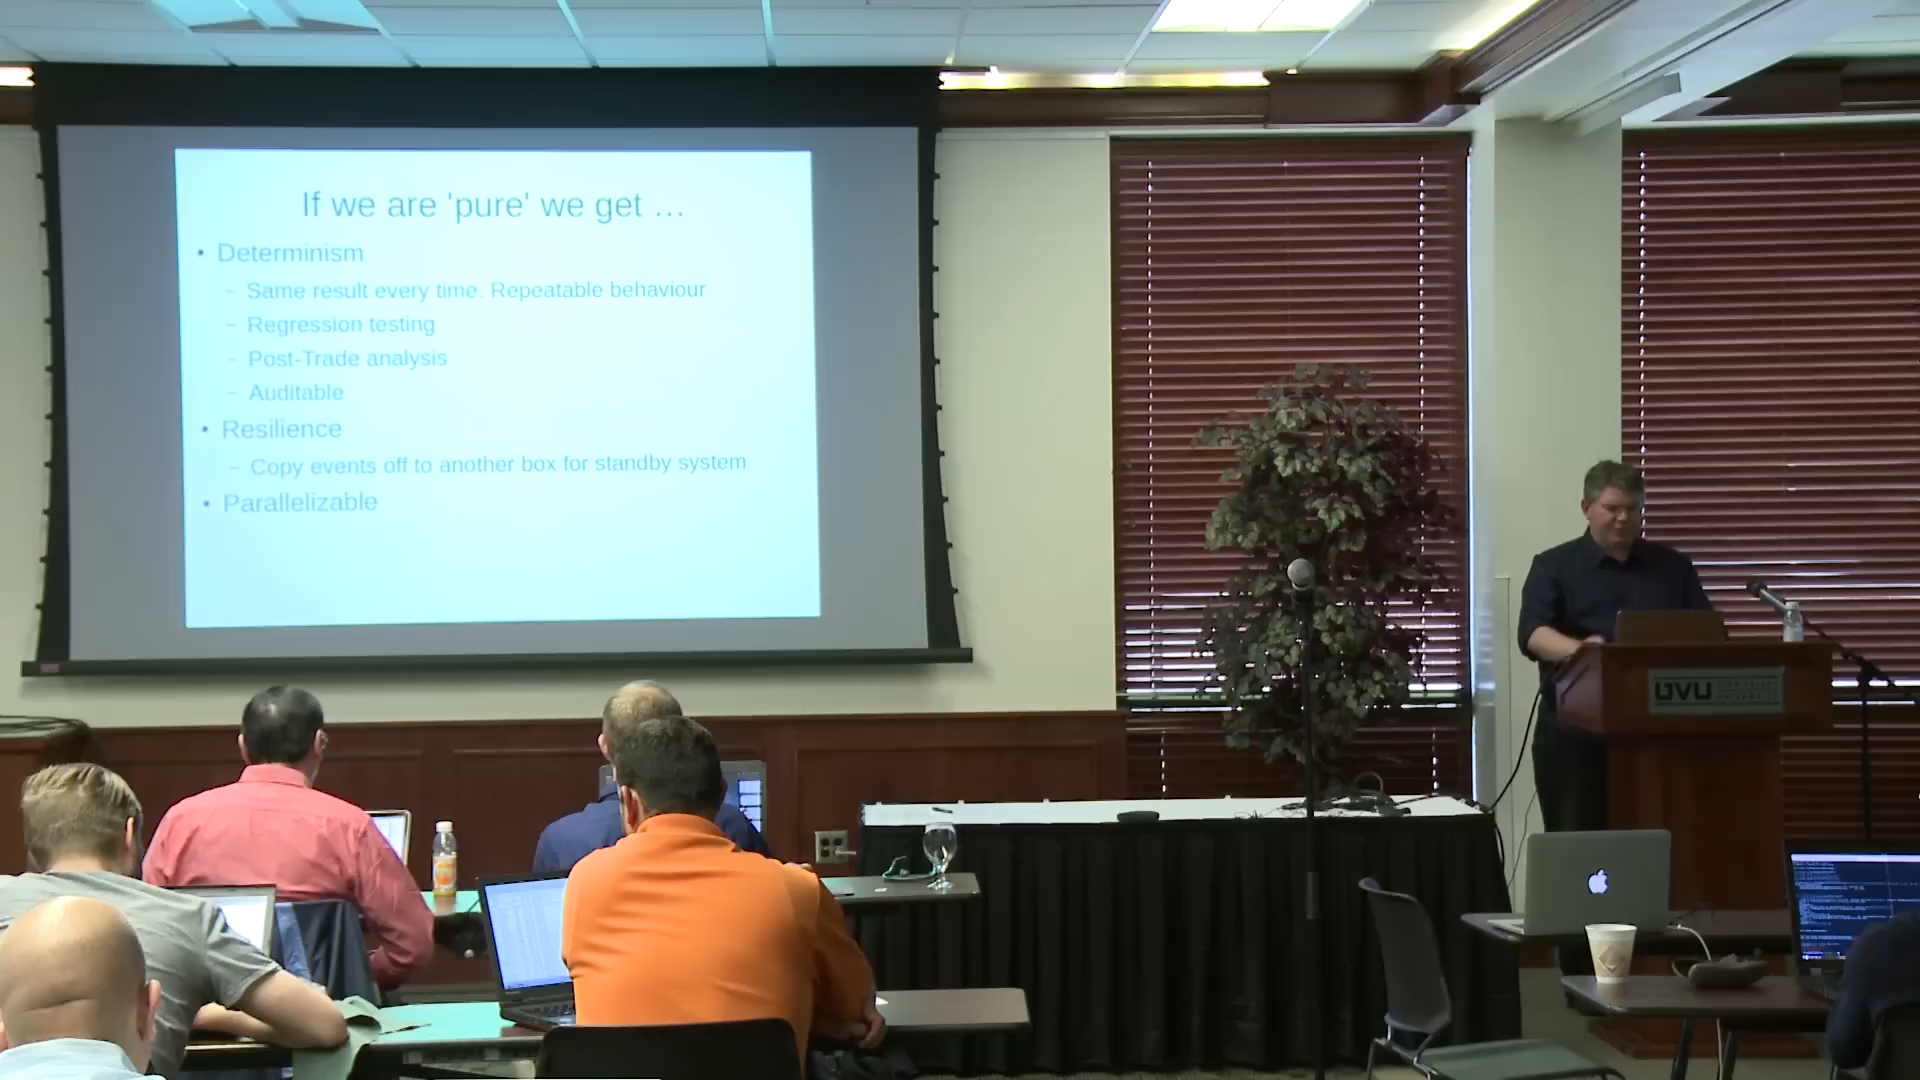 If we are 'pure' we get …
• Determinism
– Same result every time. Repeatable behaviour
– Regression testing
– Post-Trade analysis
– Auditable
• Resilience
– Copy events off to another box for standby system
• Parallelizable
UVU